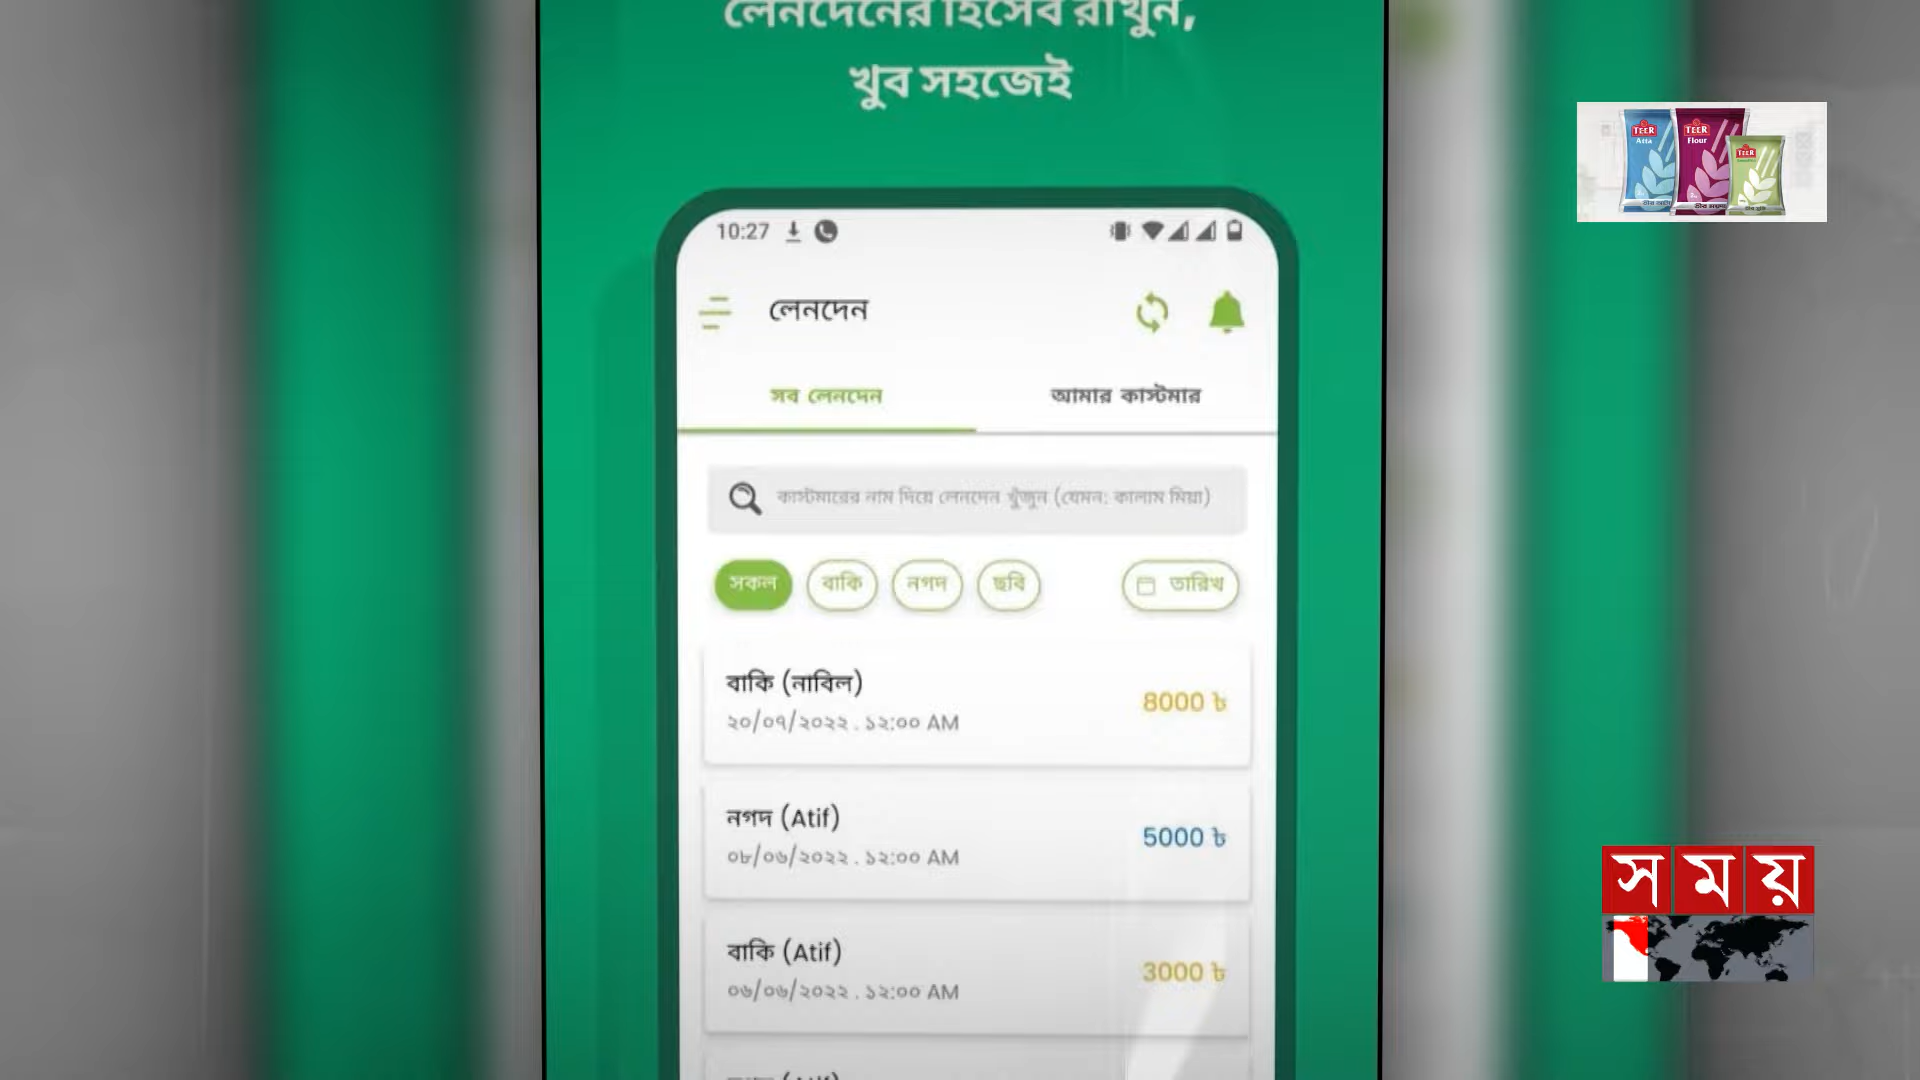 লেনদেনের হিসেব রাখুন,
খুব সহজেই
10:27
লেনদেন
সব লেনদেন
আমার কাস্টমার
কাস্টমারের নাম দিয়ে লেনদেন খুঁজুন (যেমন: কালাম মিয়া)
সকল
বাকি
নগদ
ছবি
তারিখ
বাকি (নাবিল)
8000 ৳
২০/০৭/২০২২ . ১২:০০ AM
নগদ (Atif)
5000 ৳
০৮/০৬/২০২২ . ১২:০০ AM
বাকি (Atif)
3000 ৳
০৬/০৬/২০২২ . ১২:০০ AM
TEER
Atta
TEER
Flour
TEER
সময়